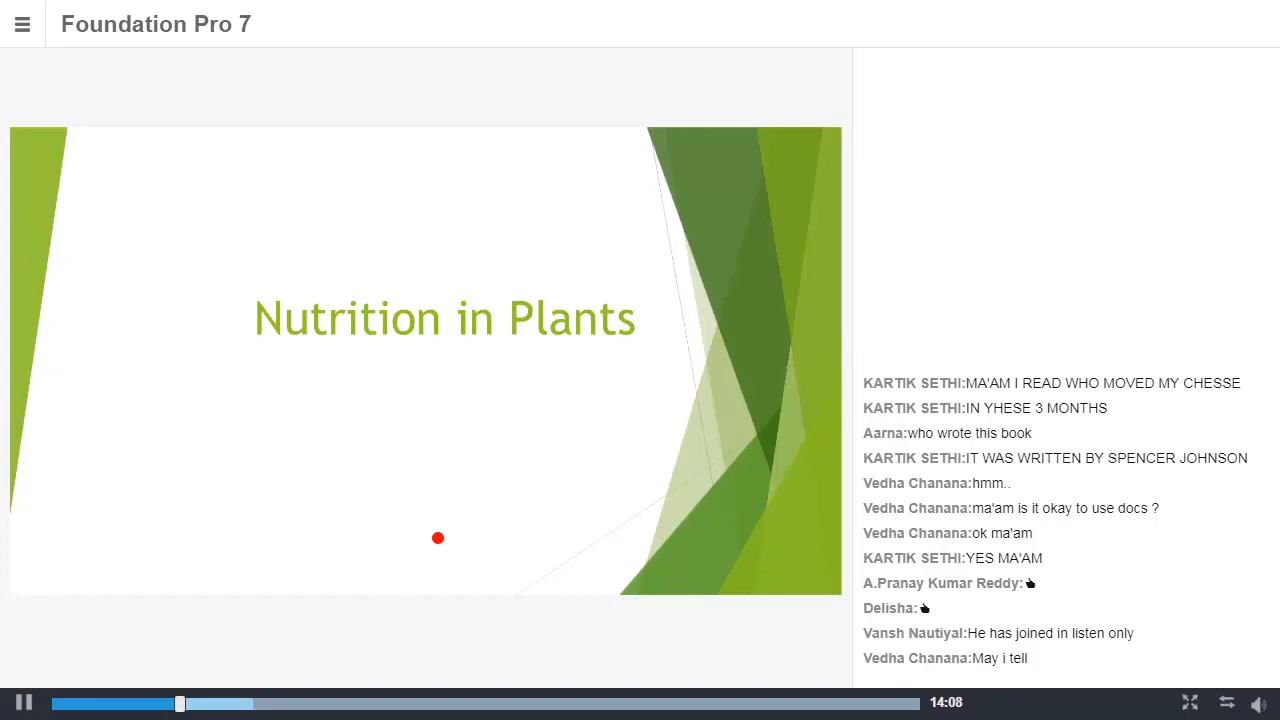 Foundation Pro 7
Nutrition in Plants
KARTIK SETHI:MA'AM I READ WHO MOVED MY CHESSE
KARTIK SETHI:IN YHESE 3 MONTHS
Aarna:who wrote this book
KARTIK SETHI:IT WAS WRITTEN BY SPENCER JOHNSON
Vedha Chanana:hmm..
Vedha Chanana:ma'am is it okay to use docs ?
Vedha Chanana:ok ma'am
KARTIK SETHI:YES MA'AM
A.Pranay Kumar Reddy:
Delisha:
Vansh Nautiyal:He has joined in listen only
Vedha Chanana:May i tell
14:08